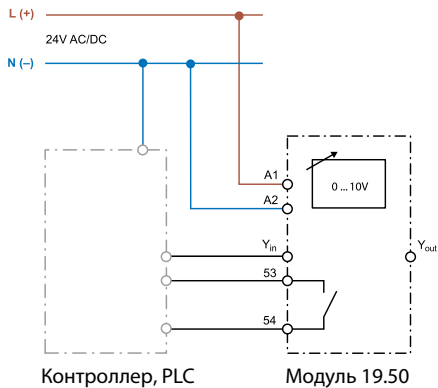 L (+)
24V AC/DC
N (–)
A1
0 ... 10V
A2
Yin
Yout
53
54
Контроллер, PLC
Модуль 19.50